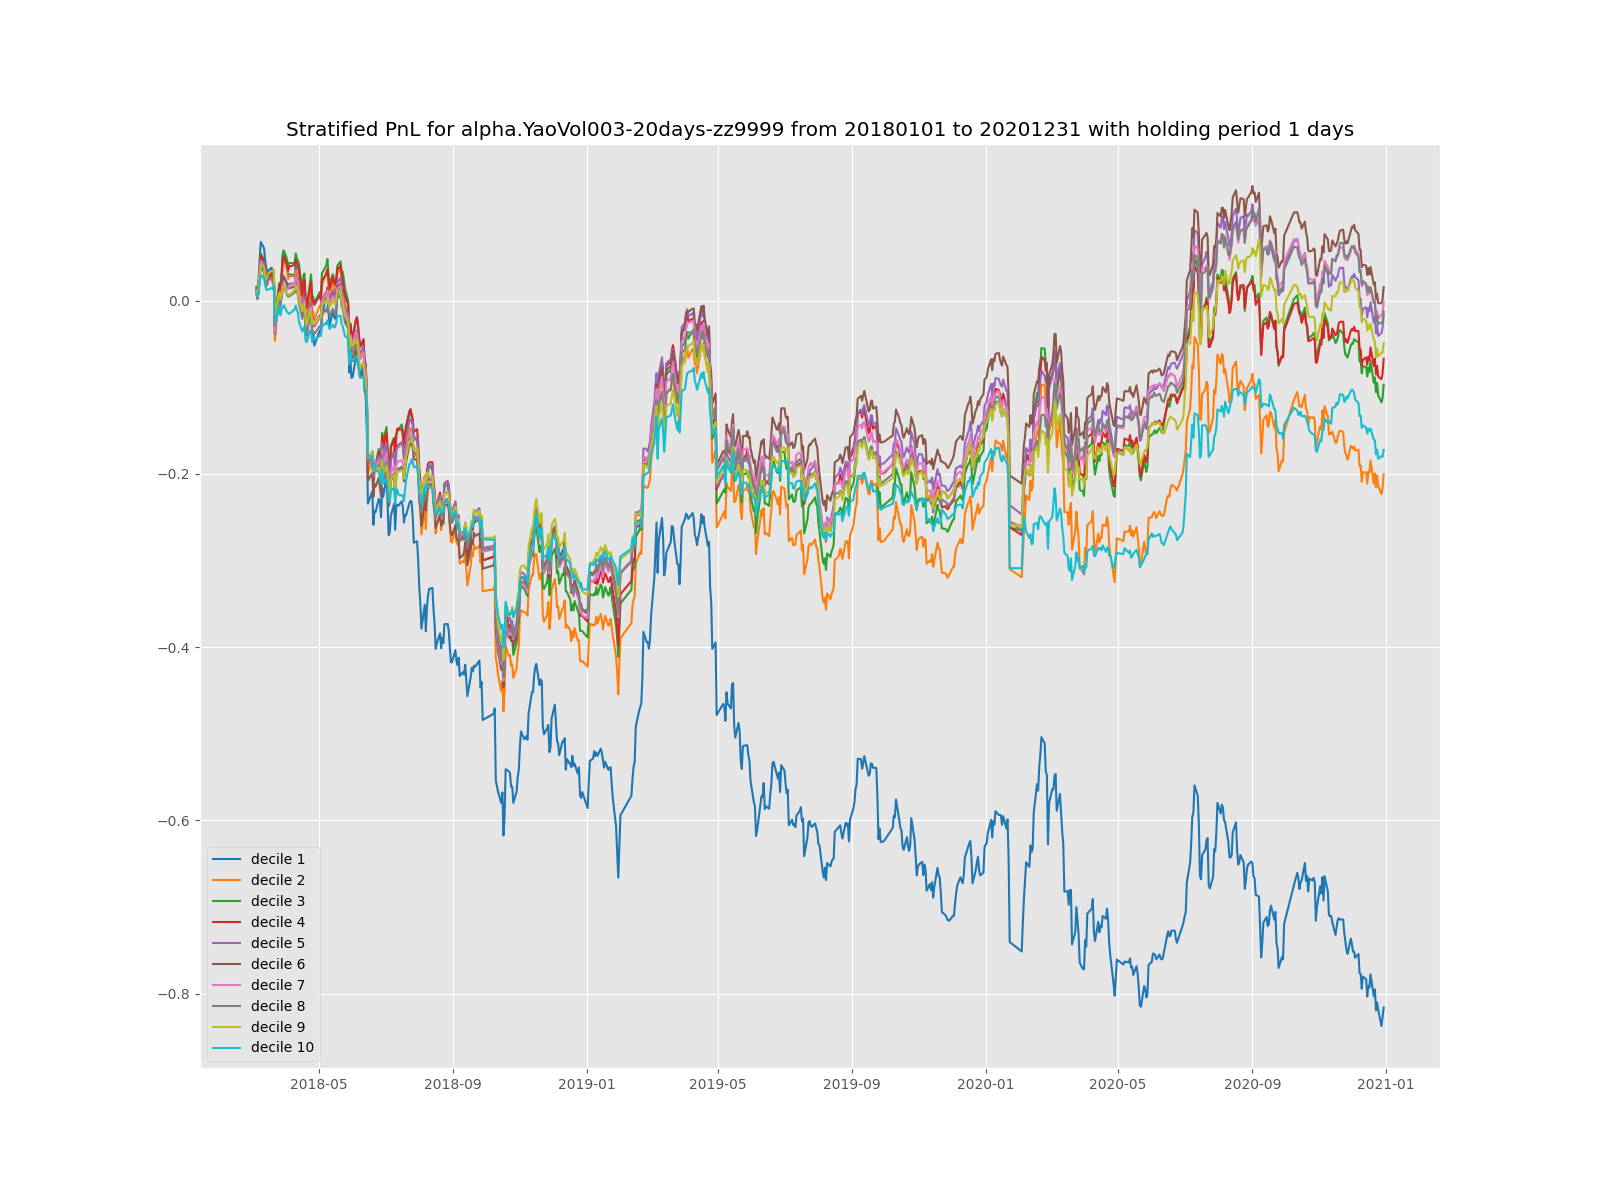 Stratified PnL for alpha.YaoVol003-20days-zz9999 from 20180101 to 20201231 with holding period 1 days
0.2
0.0
−0.2
−0.4
−0.6
−0.8
decile 1
decile 2
decile 3
decile 4
decile 5
decile 6
decile 7
decile 8
decile 9
decile 10
2018-05 2018-09 2019-01 2019-05 2019-09 2020-01 2020-05 2020-09 2021-01